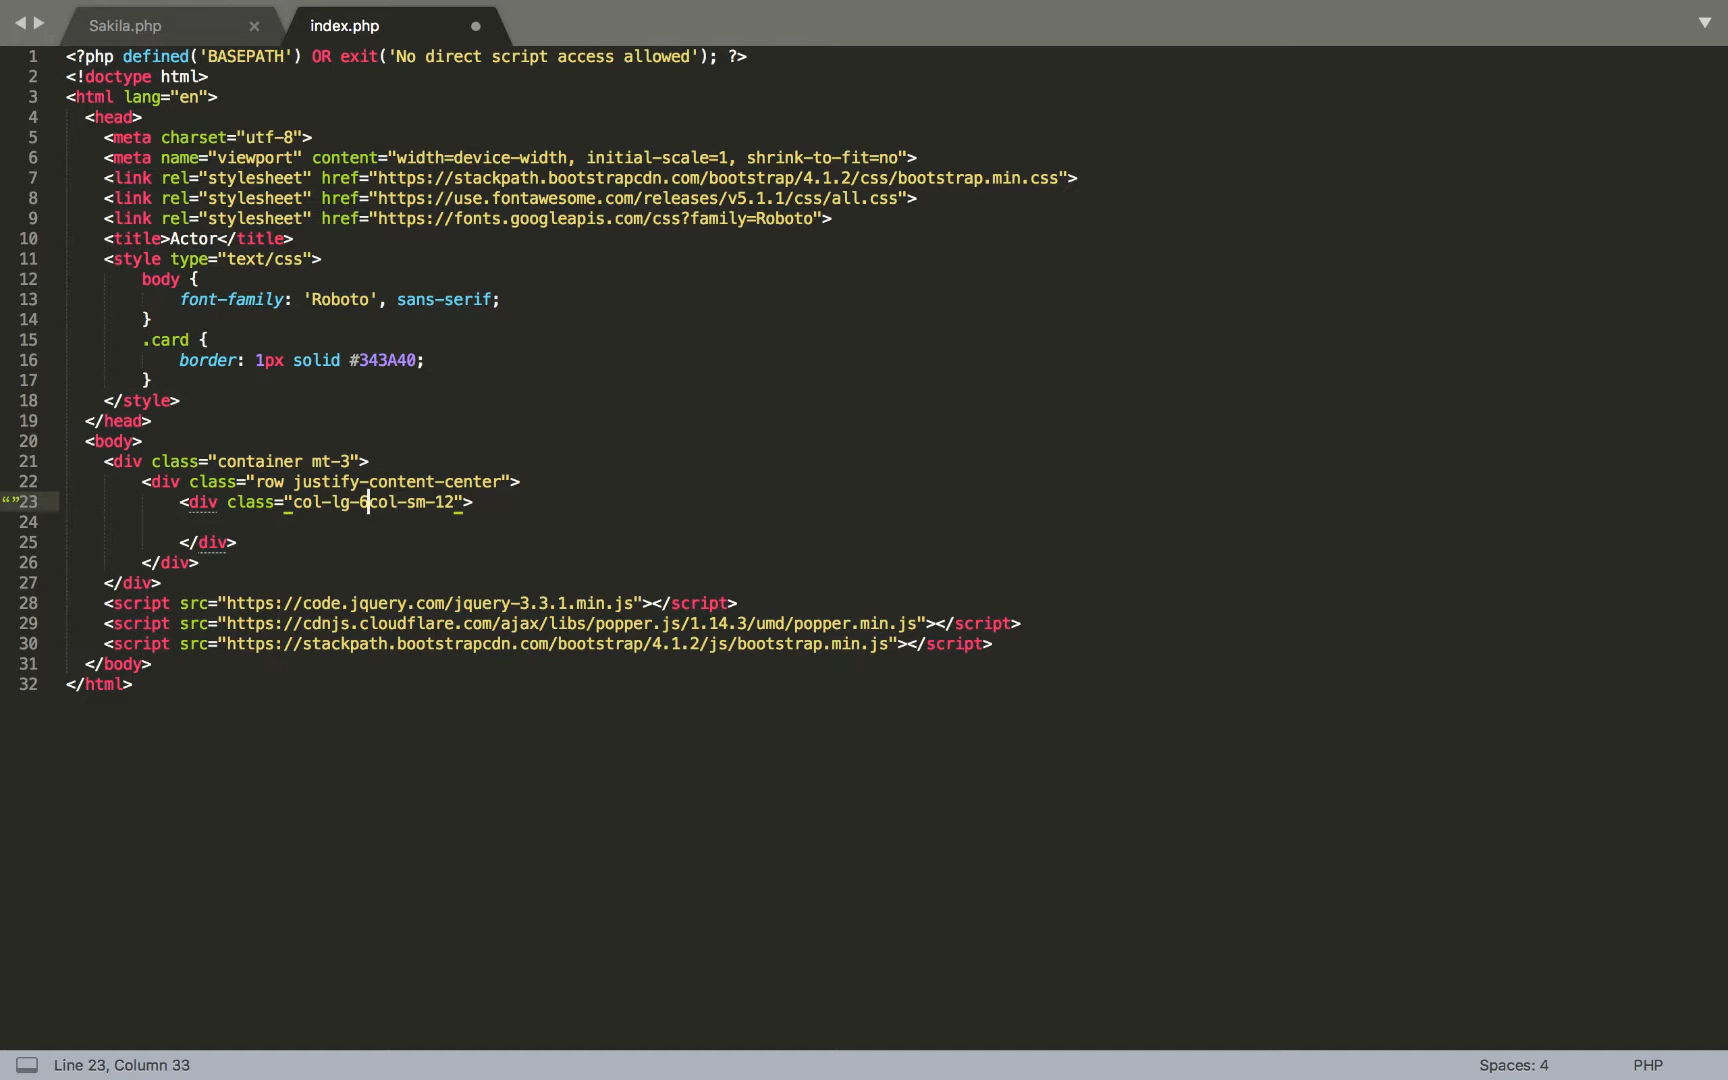 Sakila.php × index.php
1 <?php defined('BASEPATH') OR exit('No direct script access allowed'); ?>
2 <!doctype html>
3 <html lang="en">
4 <head>
5 <meta charset="utf-8">
6 <meta name="viewport" content="width=device-width, initial-scale=1, shrink-to-fit=no">
7 <link rel="stylesheet" href="https://stackpath.bootstrapcdn.com/bootstrap/4.1.2/css/bootstrap.min.css">
8 <link rel="stylesheet" href="https://use.fontawesome.com/releases/v5.1.1/css/all.css">
9 <link rel="stylesheet" href="https://fonts.googleapis.com/css?family=Roboto">
10 <title>Actor</title>
11 <style type="text/css">
12 body {
13 font-family: 'Roboto', sans-serif;
14 }
15 .card {
16 border: 1px solid #343A40;
17 }
18 </style>
19 </head>
20 <body>
21 <div class="container mt-3">
22 <div class="row justify-content-center">
“”23 <div class="col-lg-6col-sm-12">
24
25 </div>
26 </div>
27 </div>
28 <script src="https://code.jquery.com/jquery-3.3.1.min.js"></script>
29 <script src="https://cdnjs.cloudflare.com/ajax/libs/popper.js/1.14.3/umd/popper.min.js"></script>
30 <script src="https://stackpath.bootstrapcdn.com/bootstrap/4.1.2/js/bootstrap.min.js"></script>
31 </body>
32 </html>
Line 23, Column 33 Spaces: 4 PHP